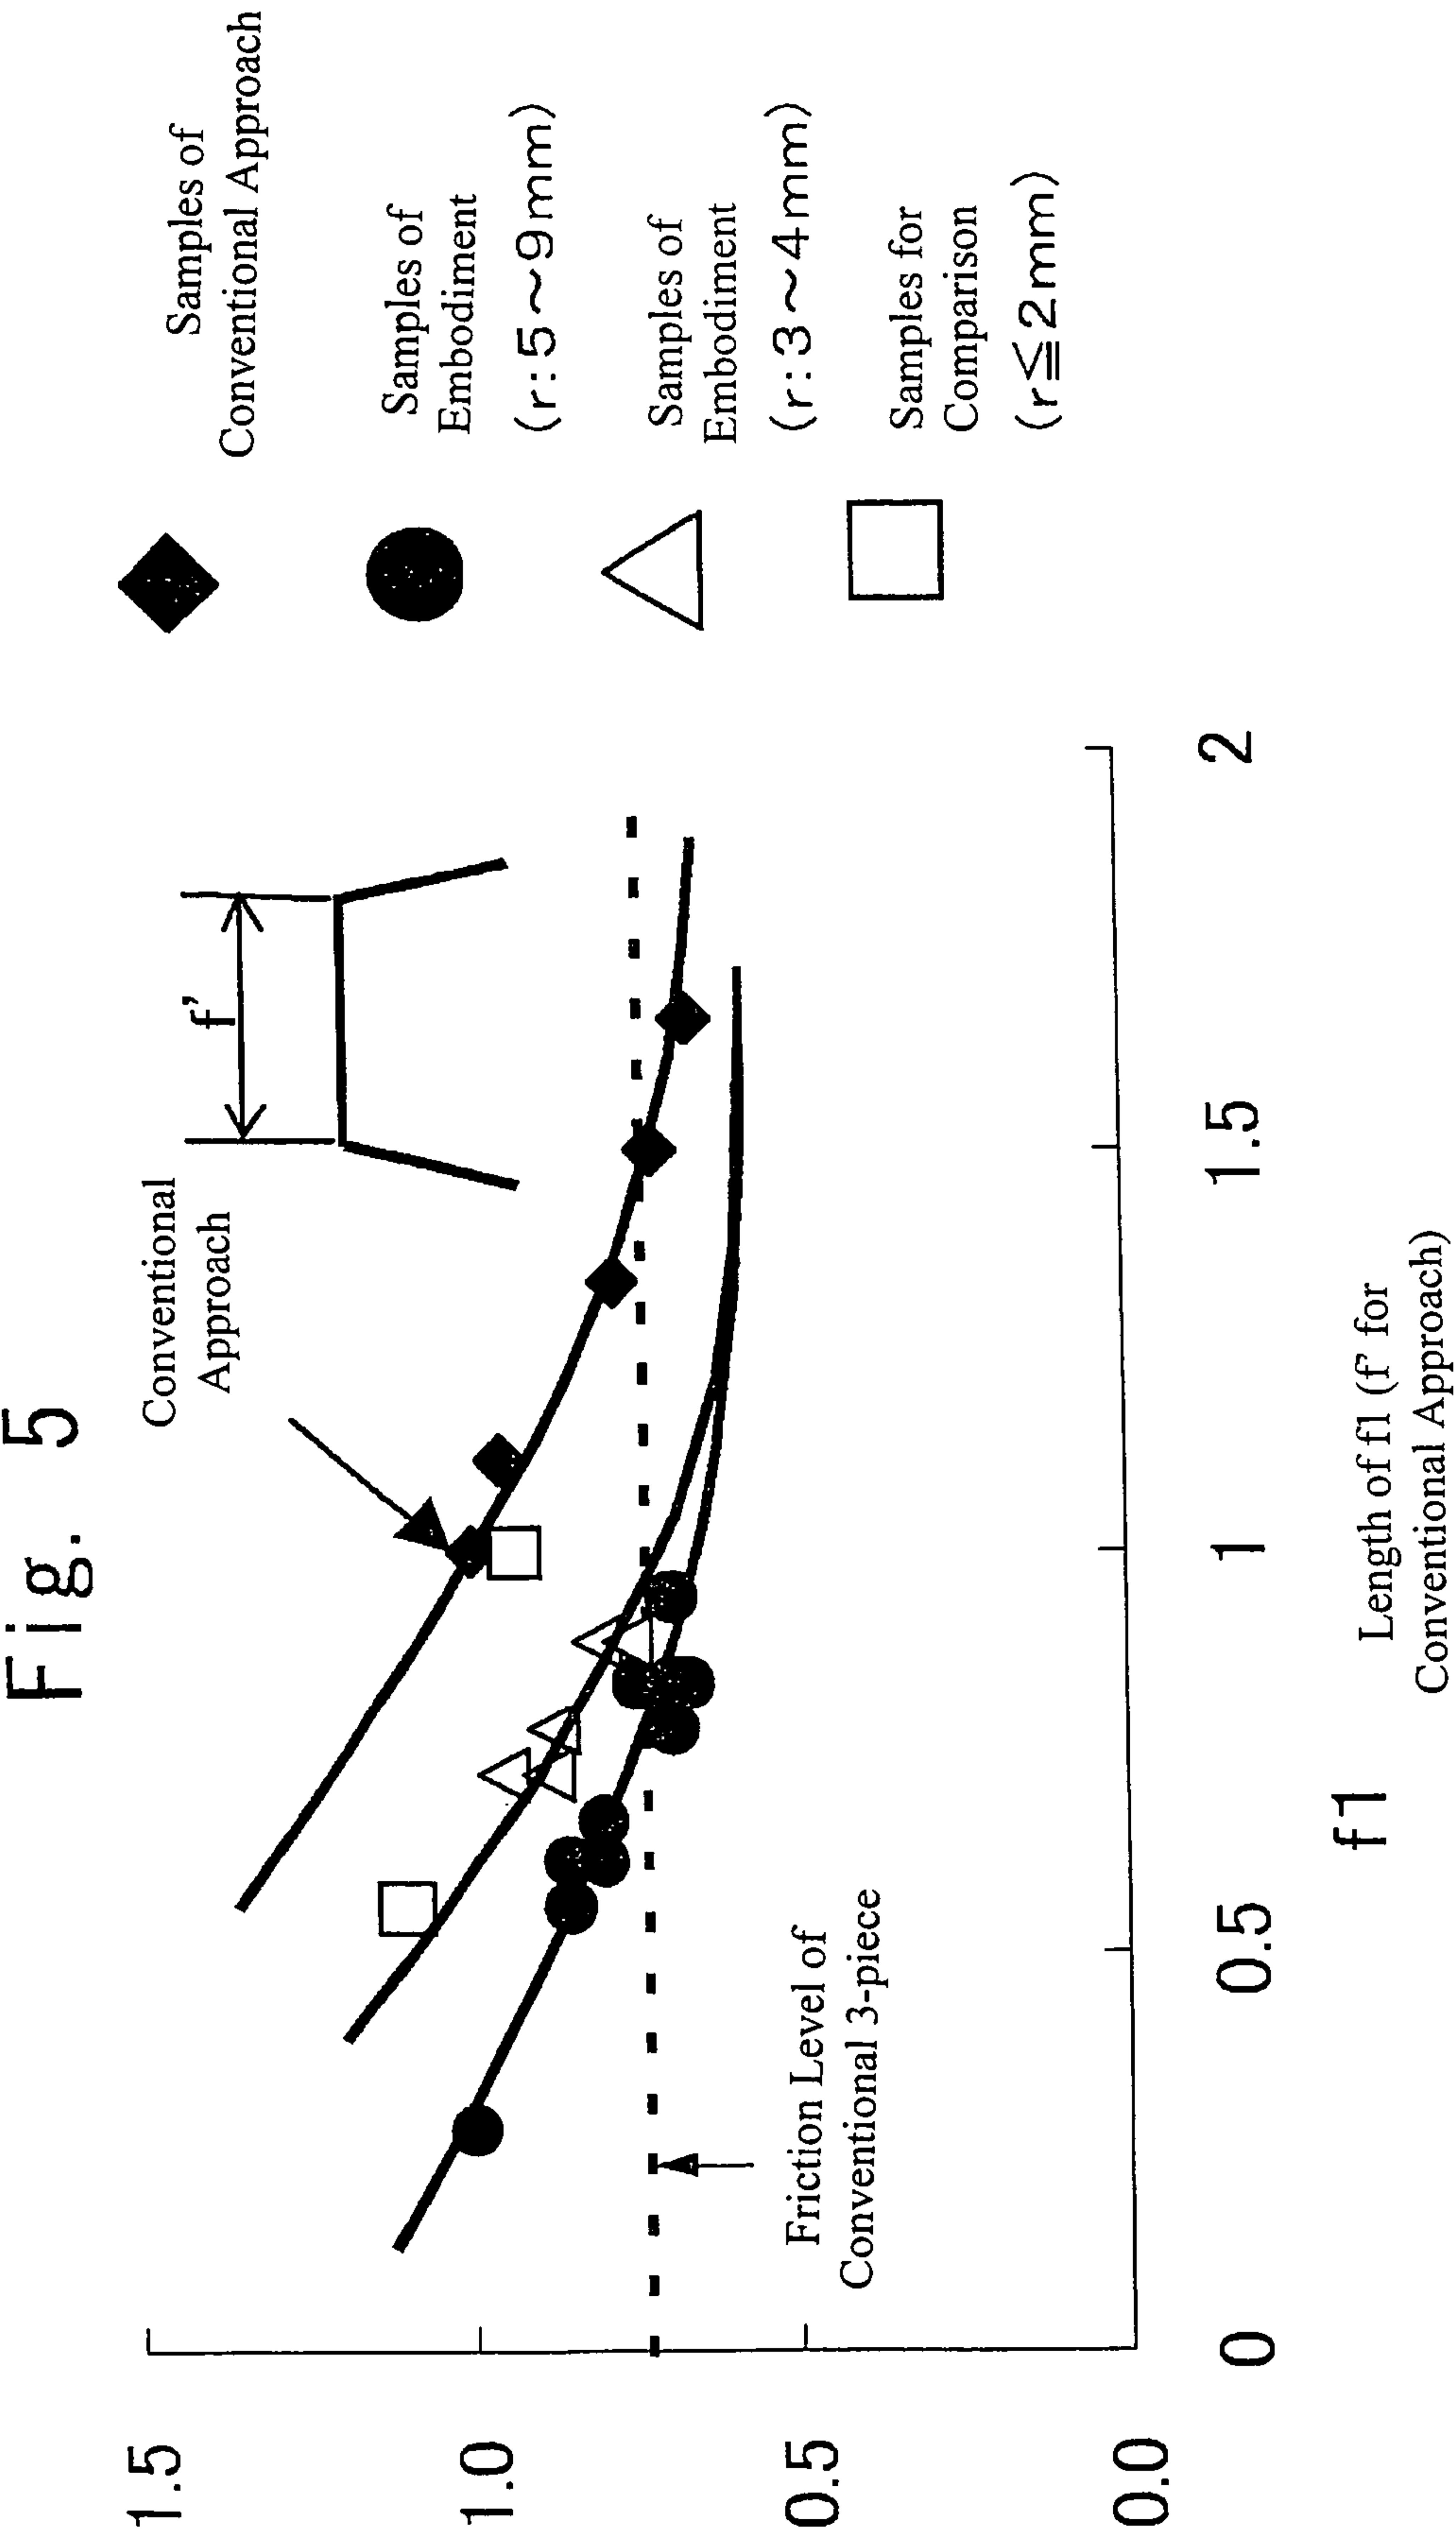 Fig. 5
Conventional
Approach
f'
Samples of
Conventional Approach
Samples of
Embodiment
(r:5~9mm)
Samples of
Embodiment
(r:3~4mm)
Samples for
Comparison
(r≦2mm)
Friction Level of
Conventional 3-piece
1.5
1.0
0.5
0.0
0
0.5
1
1.5
2
f1
Length of f1 (f' for
Conventional Approach)